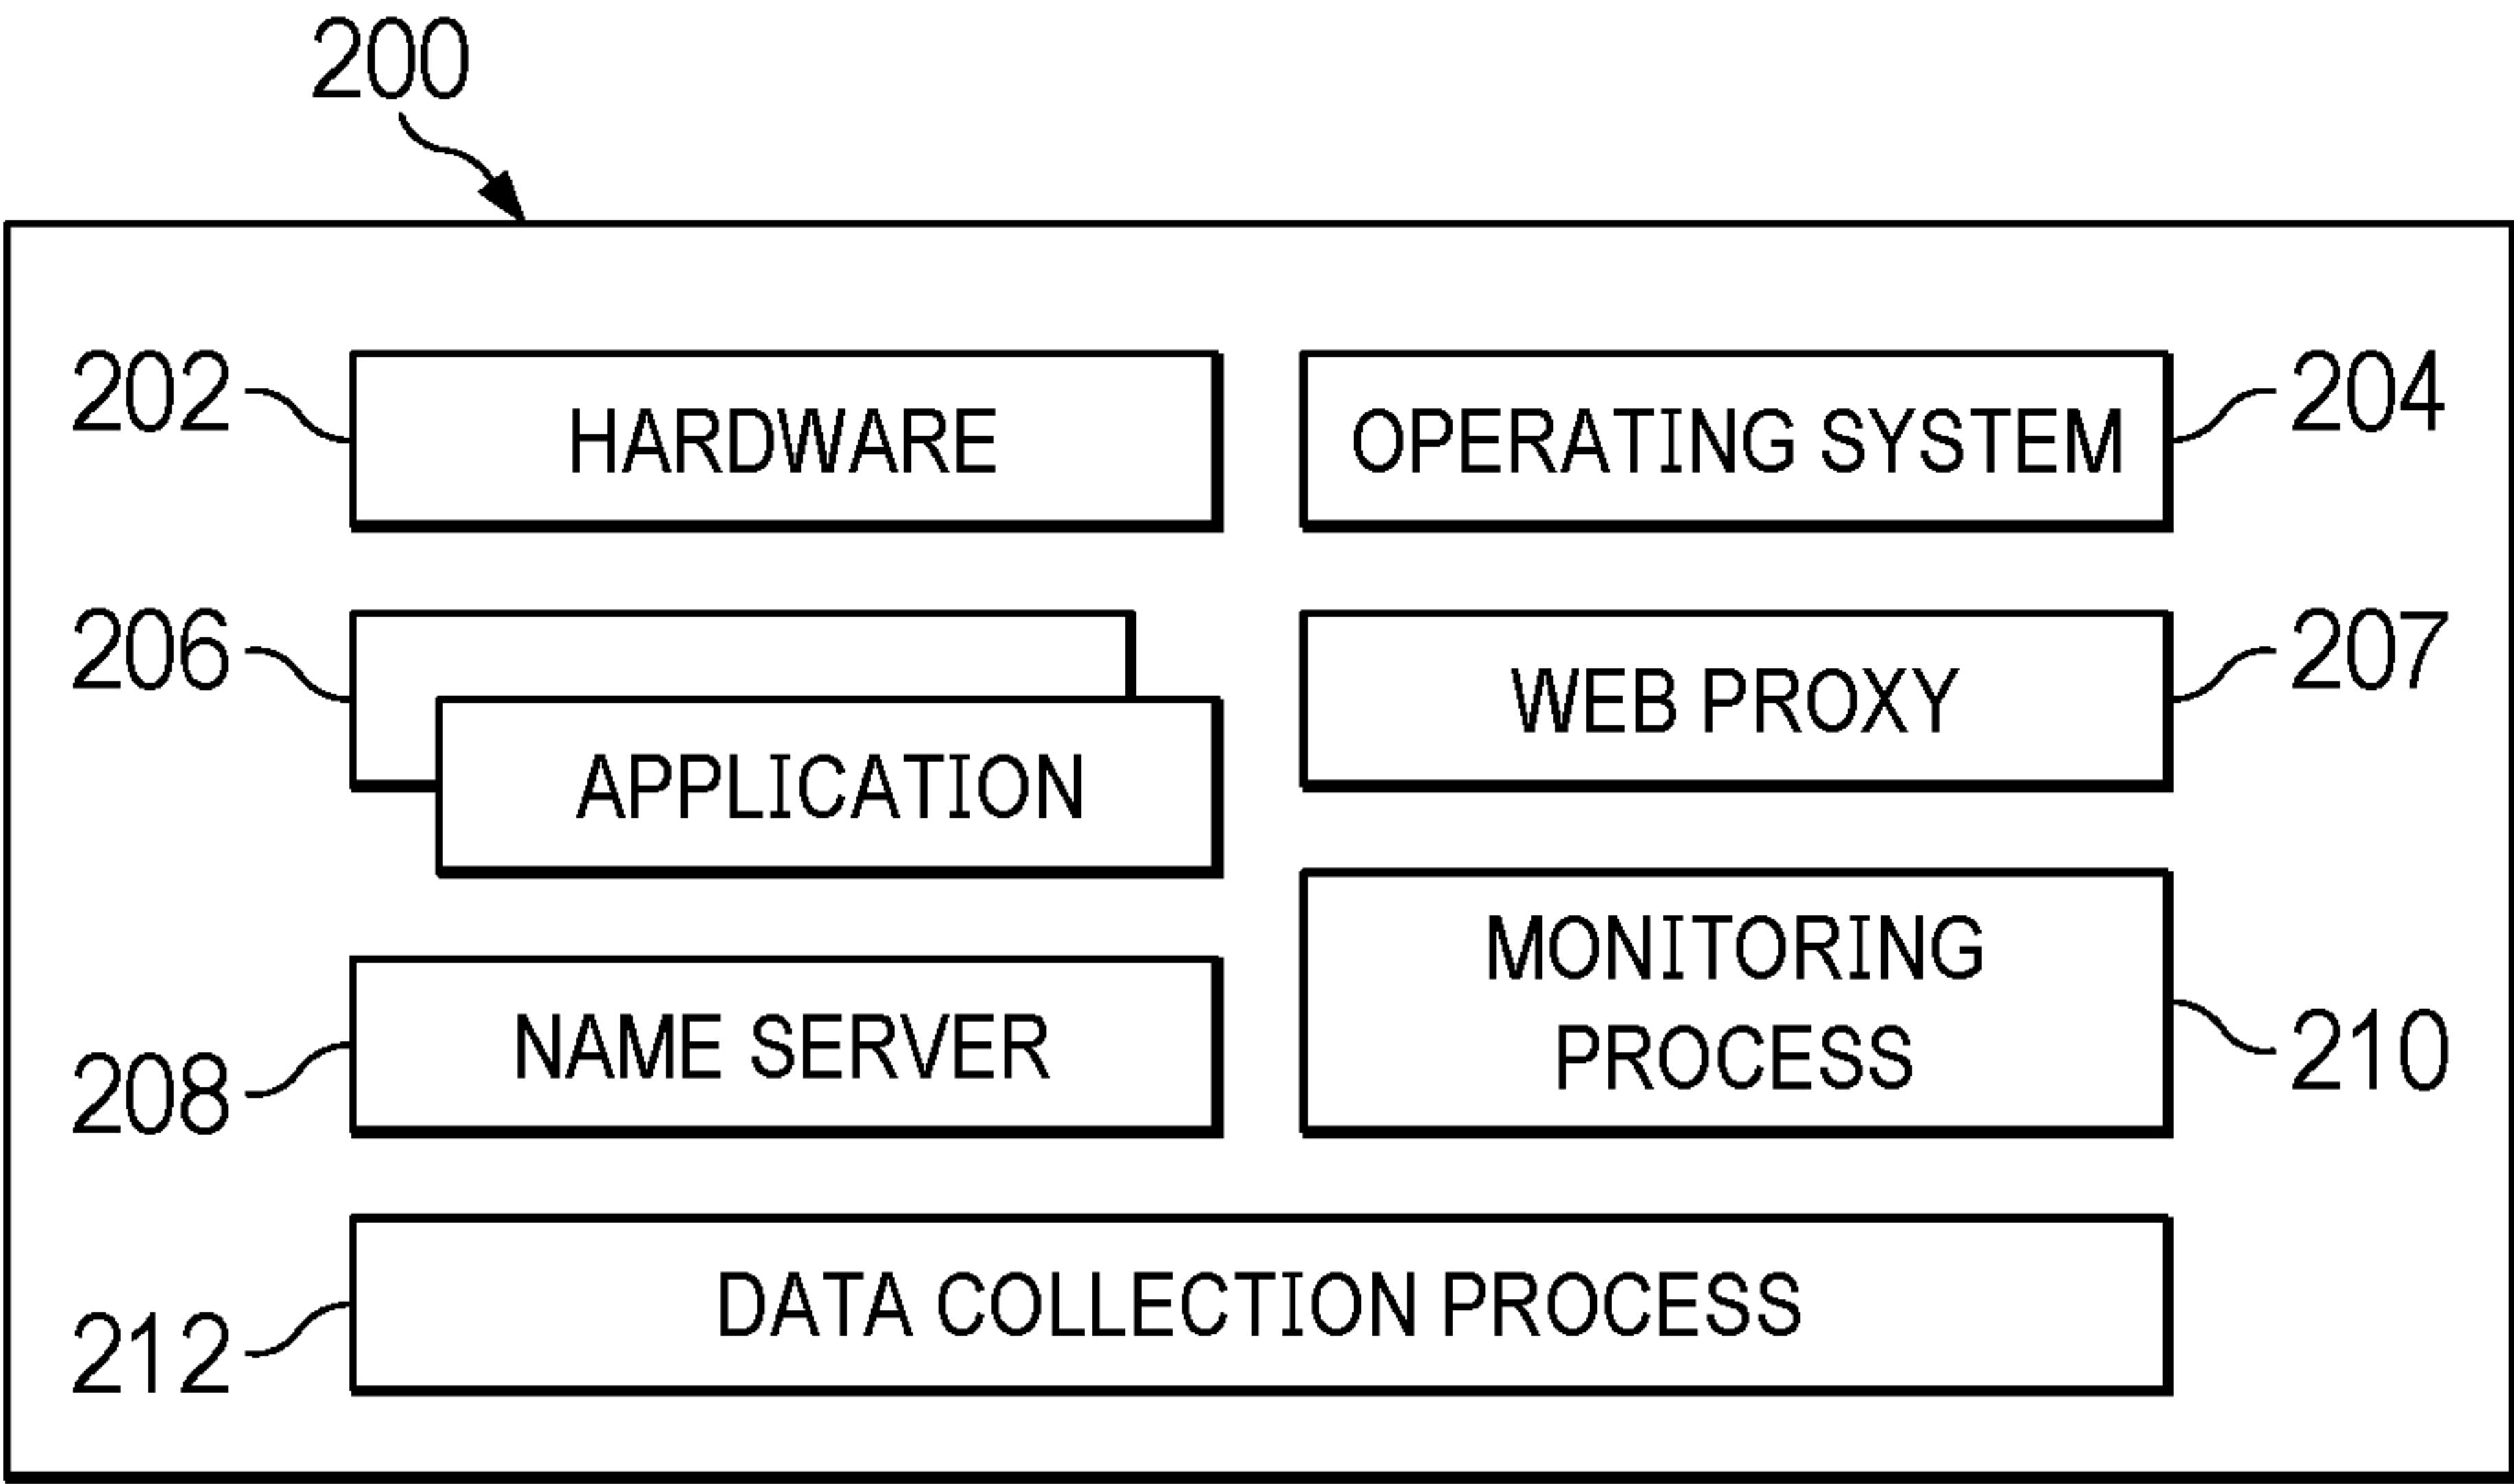 200
202
HARDWARE
OPERATING SYSTEM
204
206
APPLICATION
WEB PROXY
207
208
NAME SERVER
MONITORING
PROCESS
210
212
DATA COLLECTION PROCESS